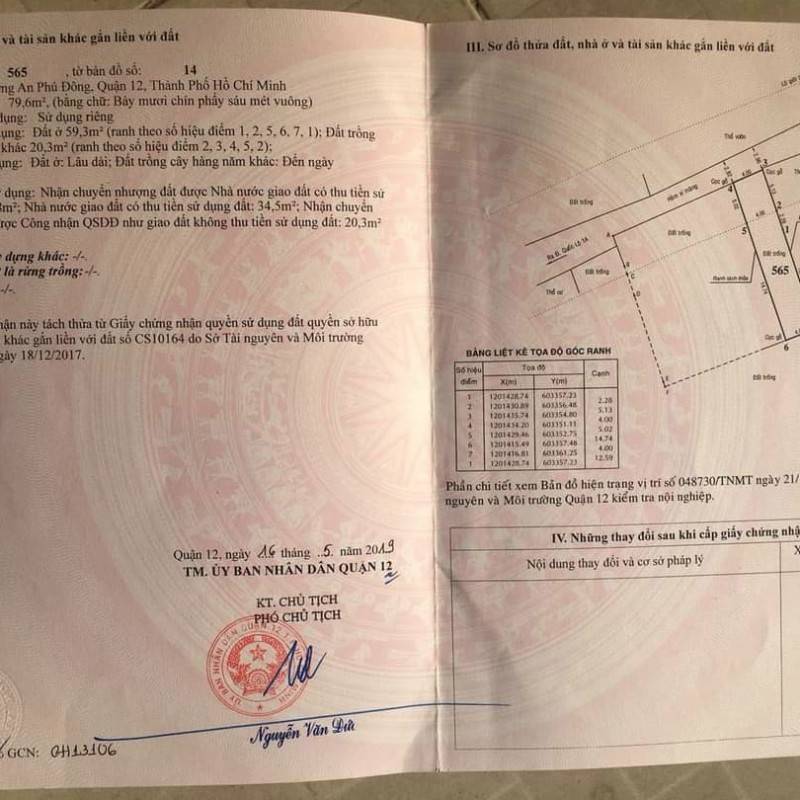 và tài sản khác gắn liền với đất
565 , tờ bản đồ số: 14
An Phú Đông, Quận 12, Thành Phố Hồ Chí Minh
79,6m², (bằng chữ: Bảy mươi chín phẩy sáu mét vuông)
dụng: Sử dụng riêng
Đất ở 59,3m² (ranh theo số hiệu điểm 1, 2, 5, 6, 7, 1); Đất trồng
khác 20,3m² (ranh theo số hiệu điểm 2, 3, 4, 5, 2);
Đất ở: Lâu dài; Đất trồng cây hàng năm khác: Đến ngày
dụng: Nhận chuyển nhượng đất được Nhà nước giao đất có thu tiền sử
Nhà nước giao đất có thu tiền sử dụng đất: 34,5m²; Nhận chuyển
Công nhận QSDĐ như giao đất không thu tiền sử dụng đất: 20,3m²
dựng khác: -/-.
là rừng trồng:-/-.
-/-.
này tách thửa từ Giấy chứng nhận quyền sử dụng đất quyền sở hữu
khác gắn liền với đất số CS10164 do Sở Tài nguyên và Môi trường
18/12/2017.
Quận 12, ngày 16 tháng 5 năm 2019
TM. ỦY BAN NHÂN DÂN QUẬN 12
KT. CHỦ TỊCH
PHÓ CHỦ TỊCH
Nguyễn Văn Đức
GCN: GH13106
III. Sơ đồ thửa đất, nhà ở và tài sản khác gắn liền với đất
Thổ vườn
Đất trống
Hẻm xi măng
Cọc gỗ
Cọc gỗ
Ra Đ. Quốc Lộ 1A
Đất trống
Đất trống
Thổ cư
565
Cọc gỗ
Đất trống
BẢNG LIỆT KÊ TỌA ĐỘ GÓC RANH
Số hiệu điểm Tọa độ Cạnh
X(m) Y(m)
1 1201428.74 603357.23
2.28
2 1201430.89 603356.48
5.13
3 1201435.74 603354.80
4.00
4 1201434.20 603351.11
5.02
5 1201429.46 603352.75
14.74
6 1201415.49 603357.48
4.00
7 1201416.81 603361.25
12.59
1 1201428.74 603357.23
Phần chi tiết xem Bản đồ hiện trạng vị trí số 048730/TNMT ngày 21/
nguyên và Môi trường Quận 12 kiểm tra nội nghiệp.
IV. Những thay đổi sau khi cấp giấy chứng
Nội dung thay đổi và cơ sở pháp lý